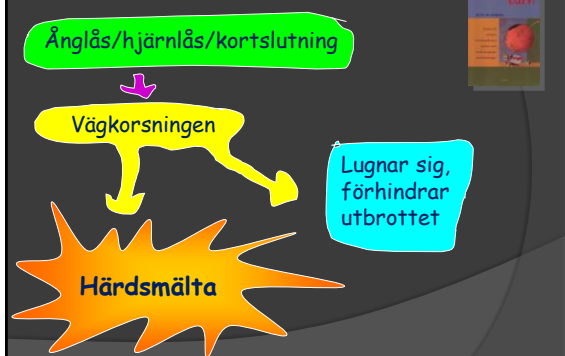 Ånglås/hjärnlås/kortslutning
Vägkorsningen
Lugnar sig,
förhindrar
utbrottet
Härdsmälta